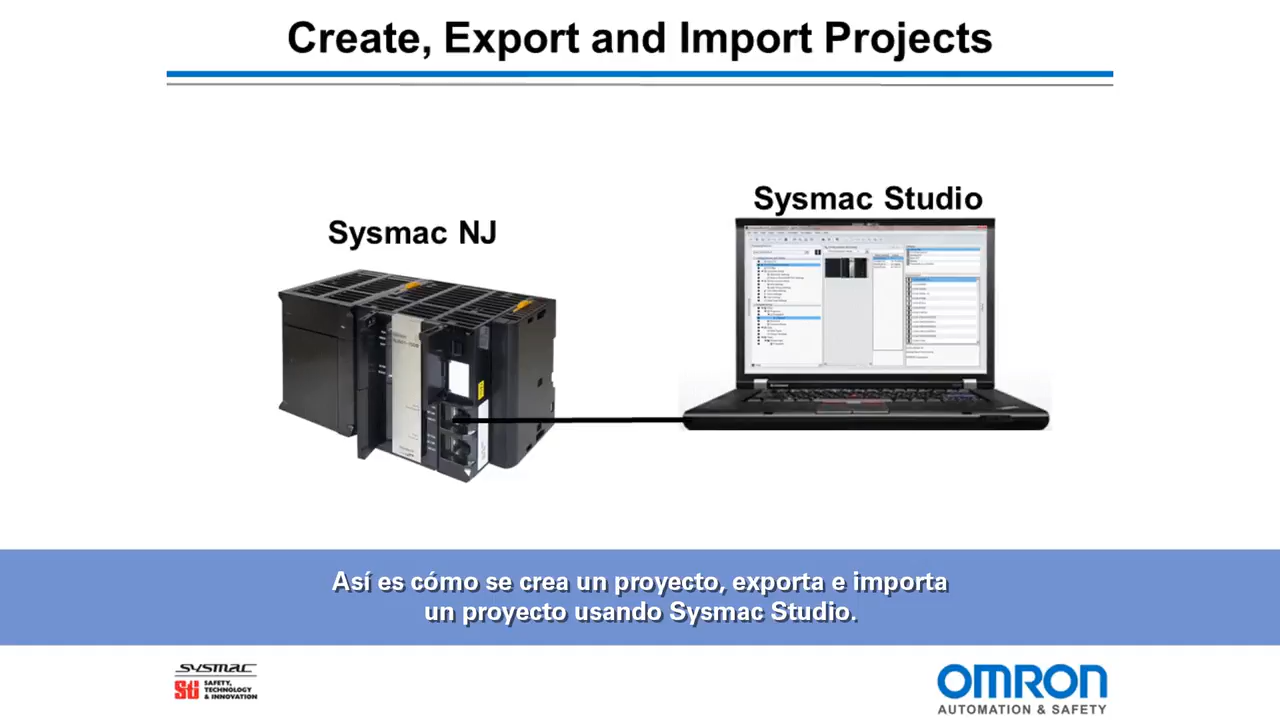 Create, Export and Import Projects
Sysmac Studio
Sysmac NJ
Así es cómo se crea un proyecto, exporta e importa
un proyecto usando Sysmac Studio.
SYSMAC
Sti SAFETY,
TECHNOLOGY
& INNOVATION
OMRON
AUTOMATION & SAFETY